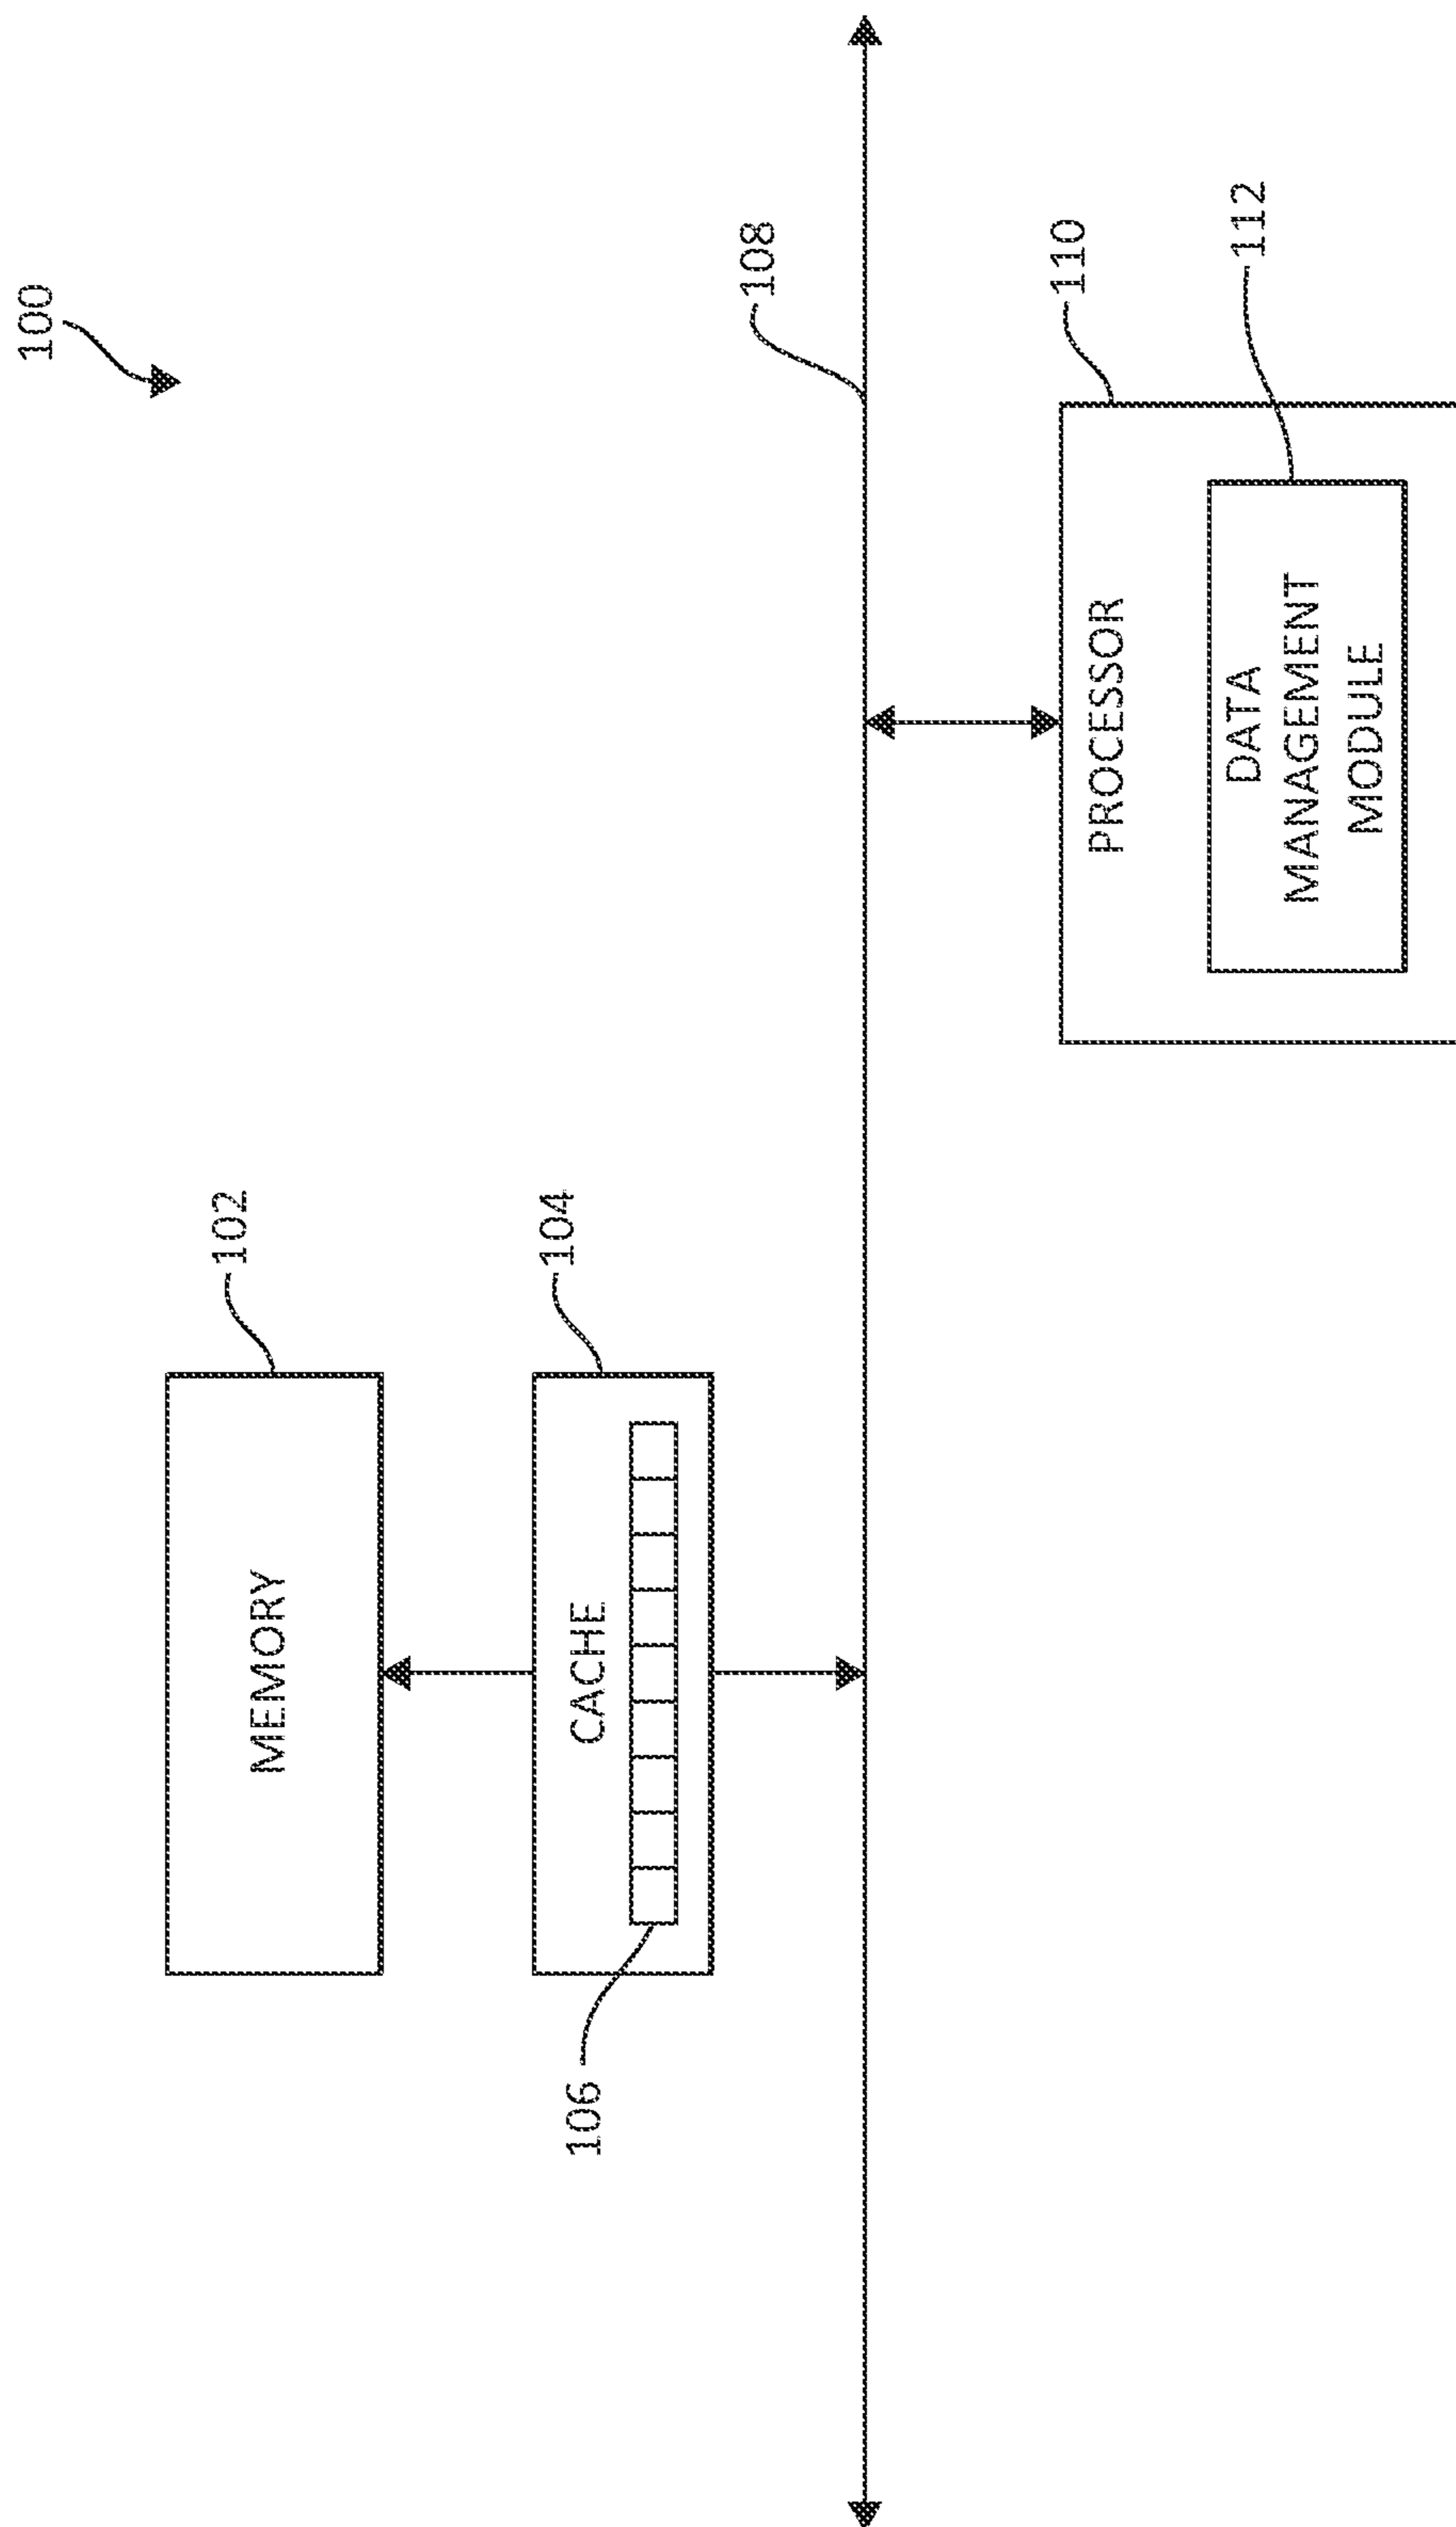 100
MEMORY
102
CACHE
104
106
108
PROCESSOR
110
DATA
MANAGEMENT
MODULE
112